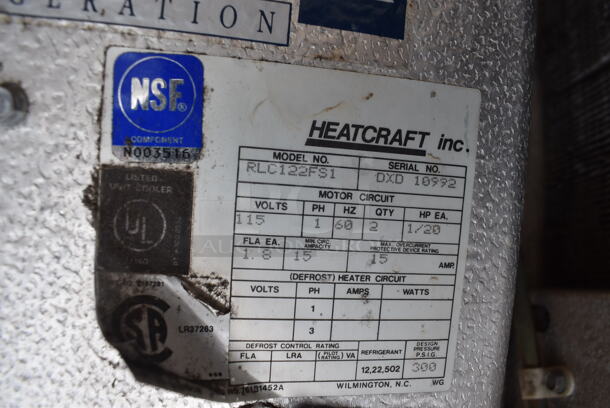 GERATION
NSF®
COMPONENT
N003516
LISTED
UNIT COOLER
UL
LR37263
HEATCRAFT inc.
MODEL NO. SERIAL NO.
RLC122FS1 DXD 10992
MOTOR CIRCUIT
VOLTS PH HZ QTY HP EA.
115 1 60 2 1/20
FLA EA. MIN. CIRC. AMPACITY MAX. OVERCURRENT PROTECTIVE DEVICE RATING
1.8 15 15 AMP.
(DEFROST) HEATER CIRCUIT
VOLTS PH AMPS WATTS
1
3
DEFROST CONTROL RATING
FLA LRA (PILOT RATING) VA REFRIGERANT DESIGN PRESSURE P.S.I.G.
12,22,502 300
WILMINGTON, N.C. WG